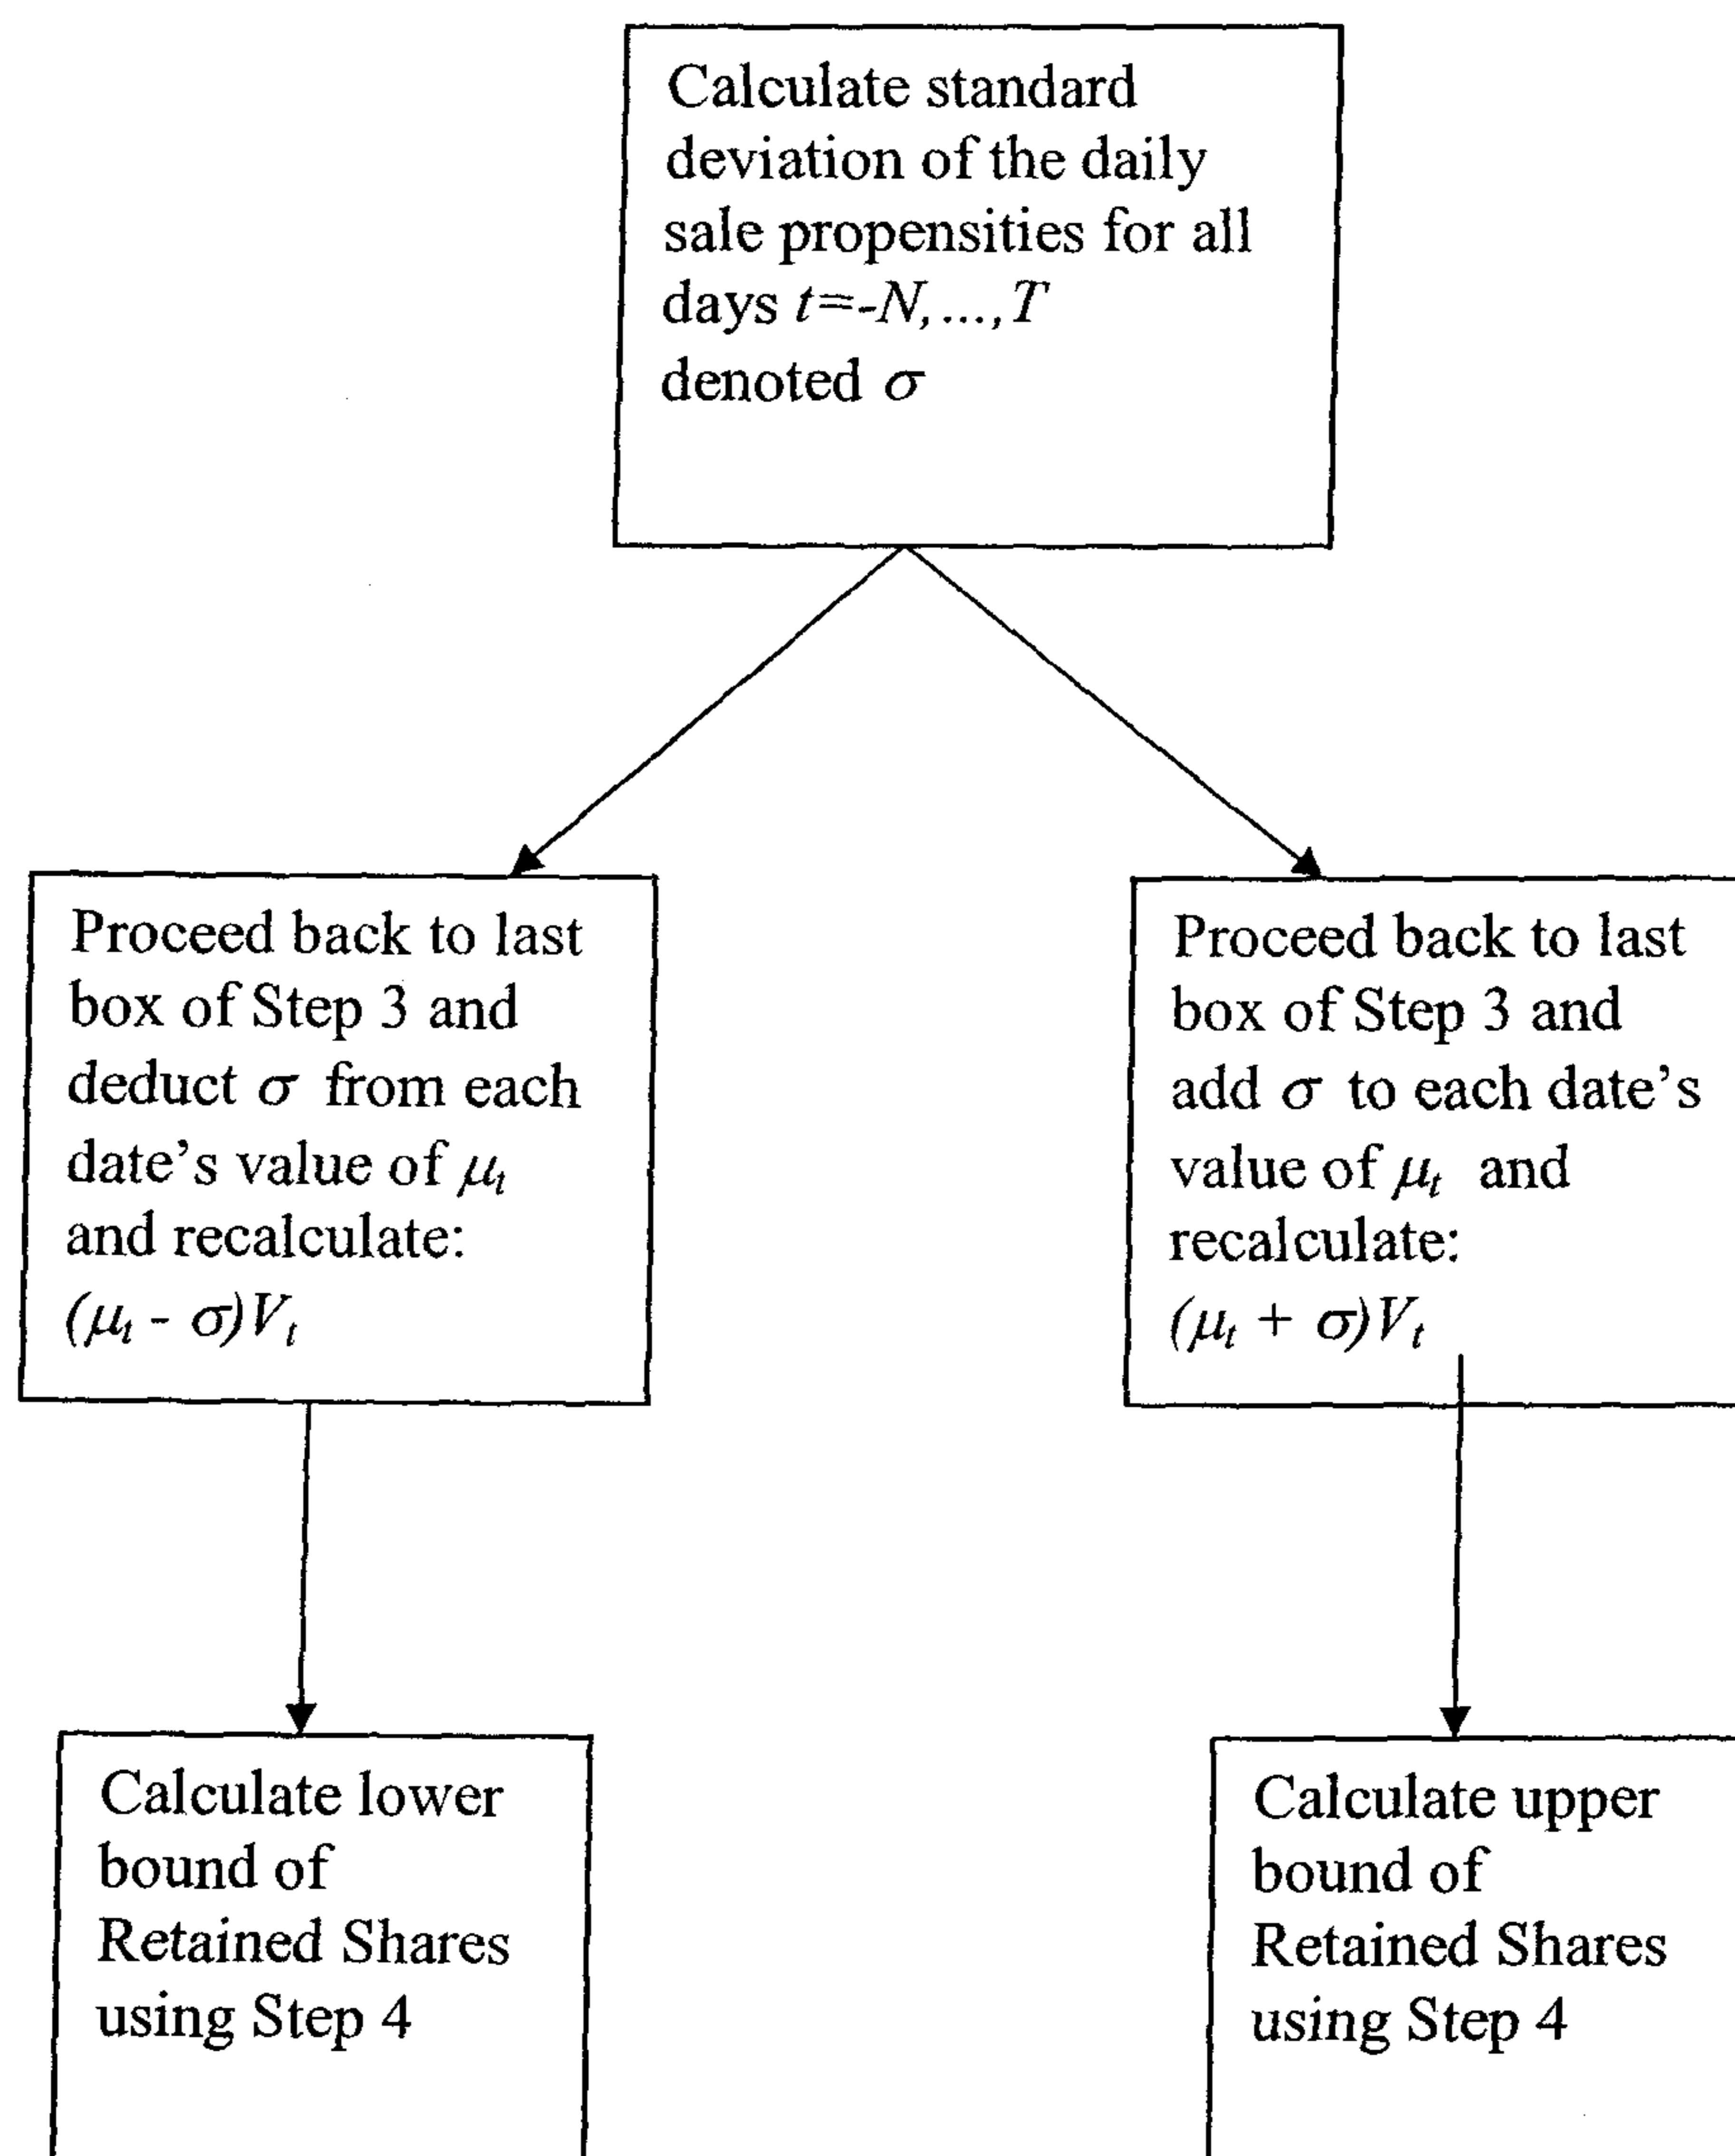 Calculate standard
deviation of the daily
sale propensities for all
days t=-N,...,T
denoted σ
Proceed back to last
box of Step 3 and
deduct σ from each
date's value of μₜ
and recalculate:
(μₜ - σ)Vₜ
Proceed back to last
box of Step 3 and
add σ to each date's
value of μₜ and
recalculate:
(μₜ + σ)Vₜ
Calculate lower
bound of
Retained Shares
using Step 4
Calculate upper
bound of
Retained Shares
using Step 4